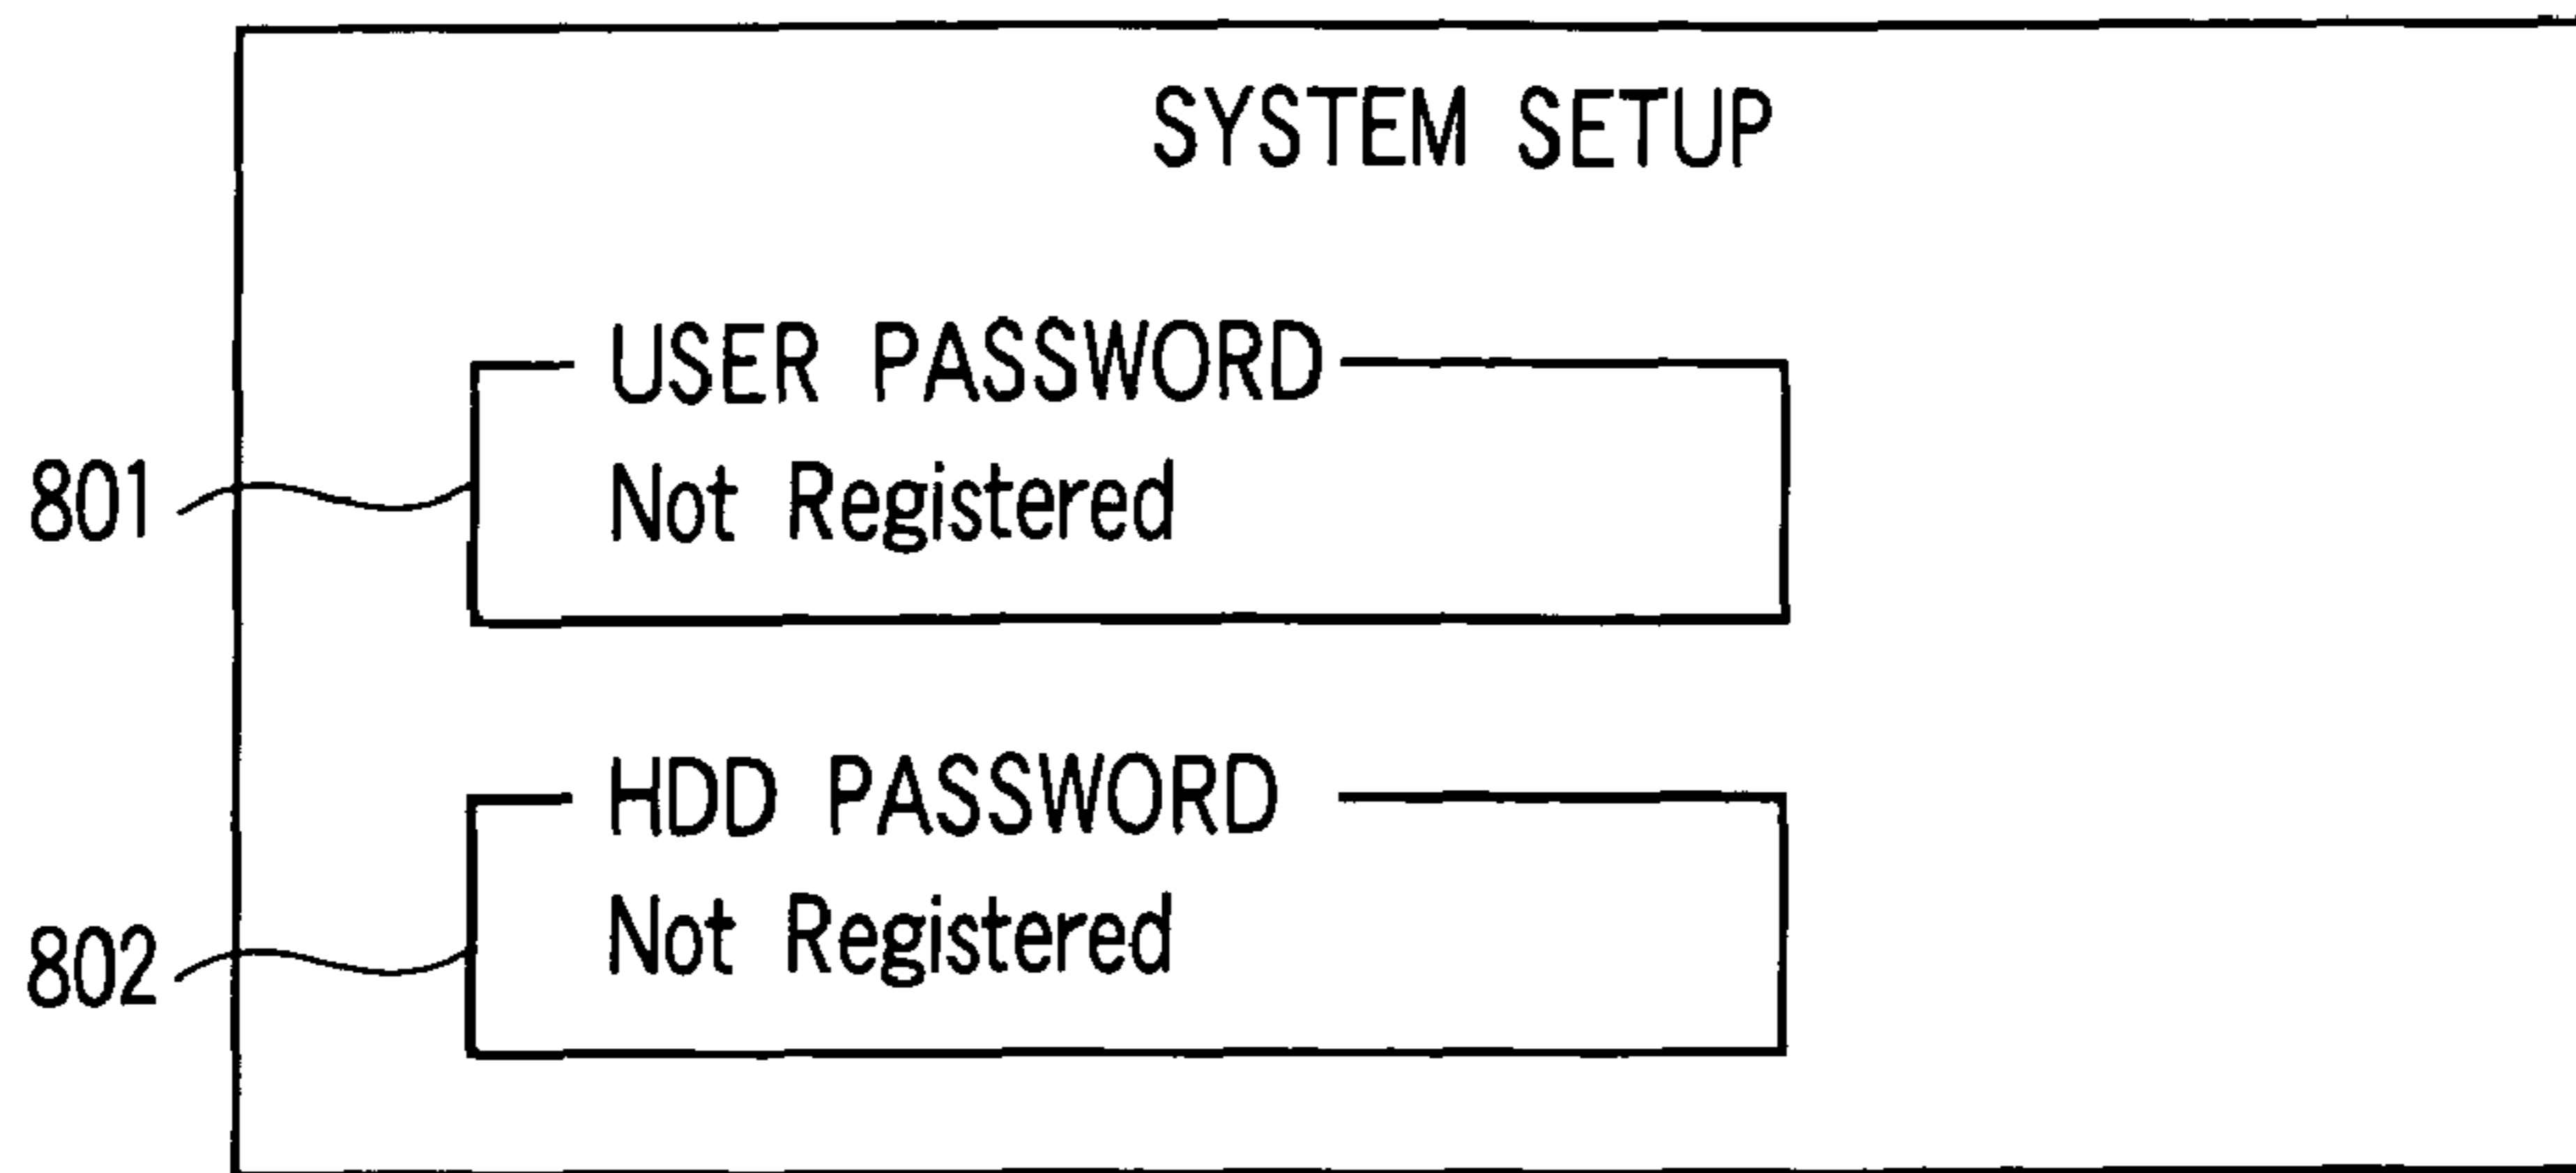 SYSTEM SETUP
USER PASSWORD
801
Not Registered
HDD PASSWORD
802
Not Registered